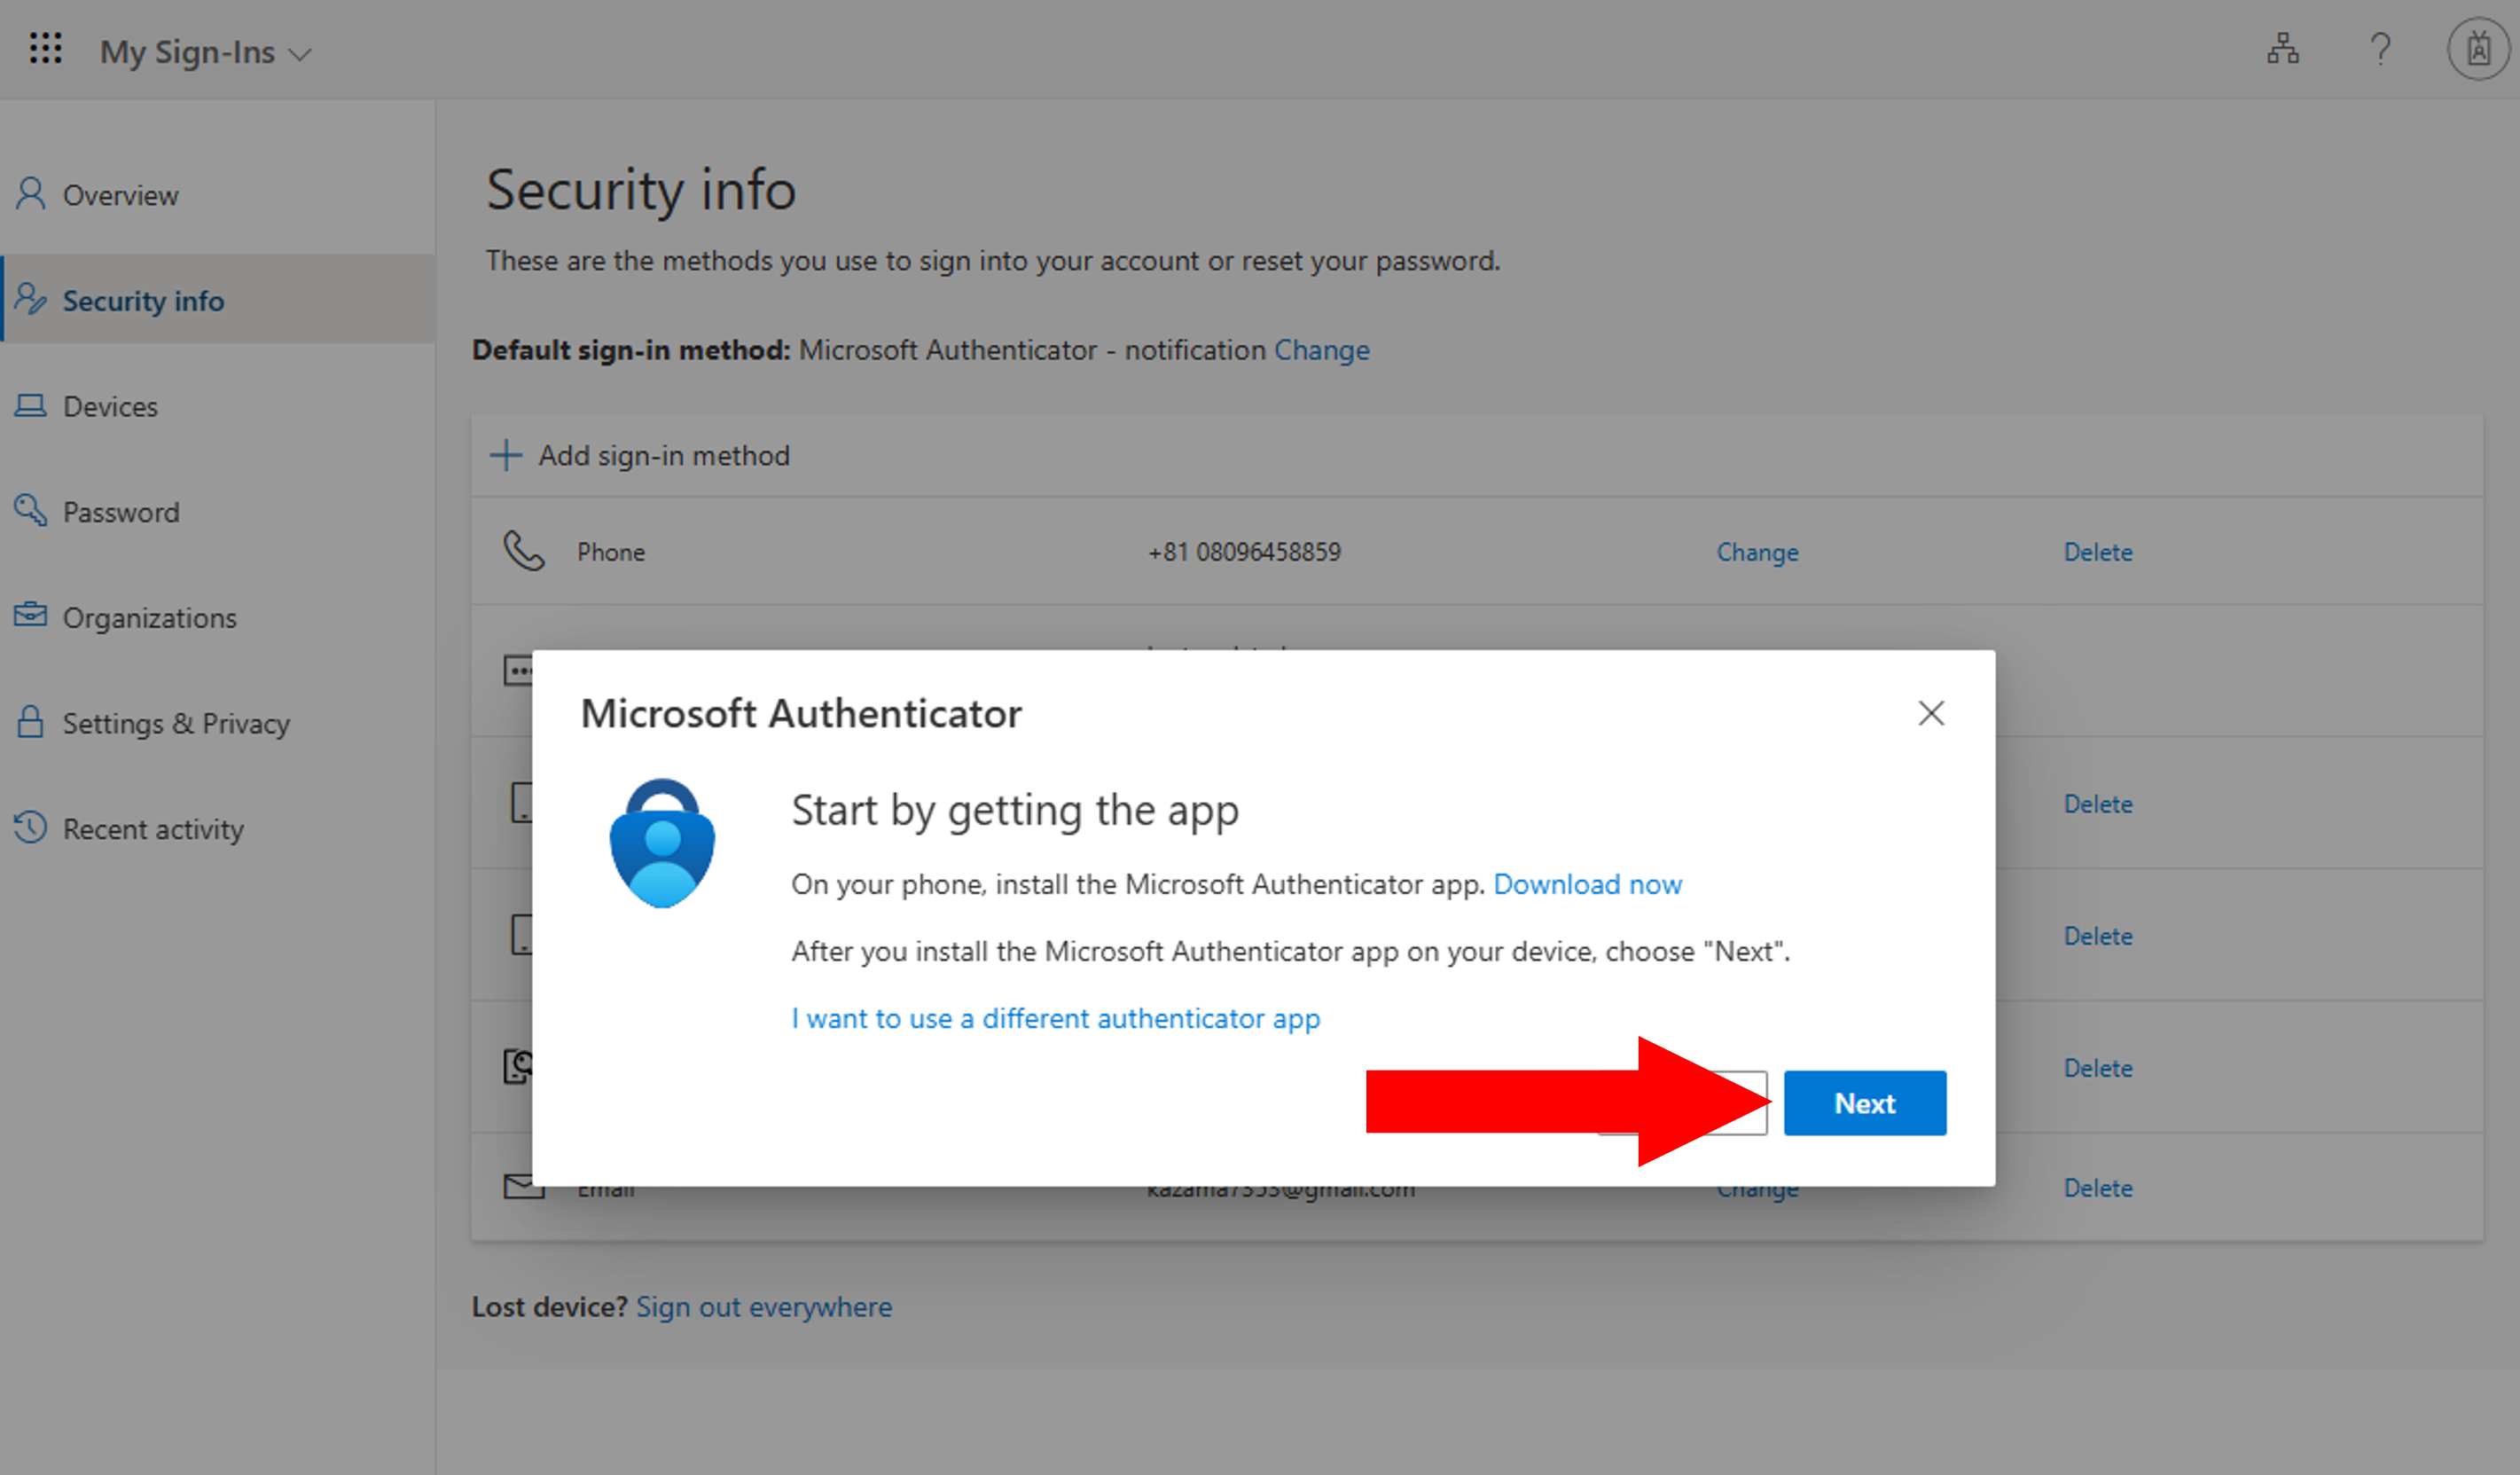 My Sign-Ins
Overview
Security info
Devices
Password
Organizations
Settings & Privacy
Recent activity
Security info
These are the methods you use to sign into your account or reset your password.
Default sign-in method: Microsoft Authenticator - notification Change
Add sign-in method
Phone +81 08096458859 Change Delete
Microsoft Authenticator
Start by getting the app
On your phone, install the Microsoft Authenticator app. Download now
After you install the Microsoft Authenticator app on your device, choose "Next".
I want to use a different authenticator app
Next
Delete
Delete
Delete
Email kazama7353@gmail.com Change Delete
Lost device? Sign out everywhere